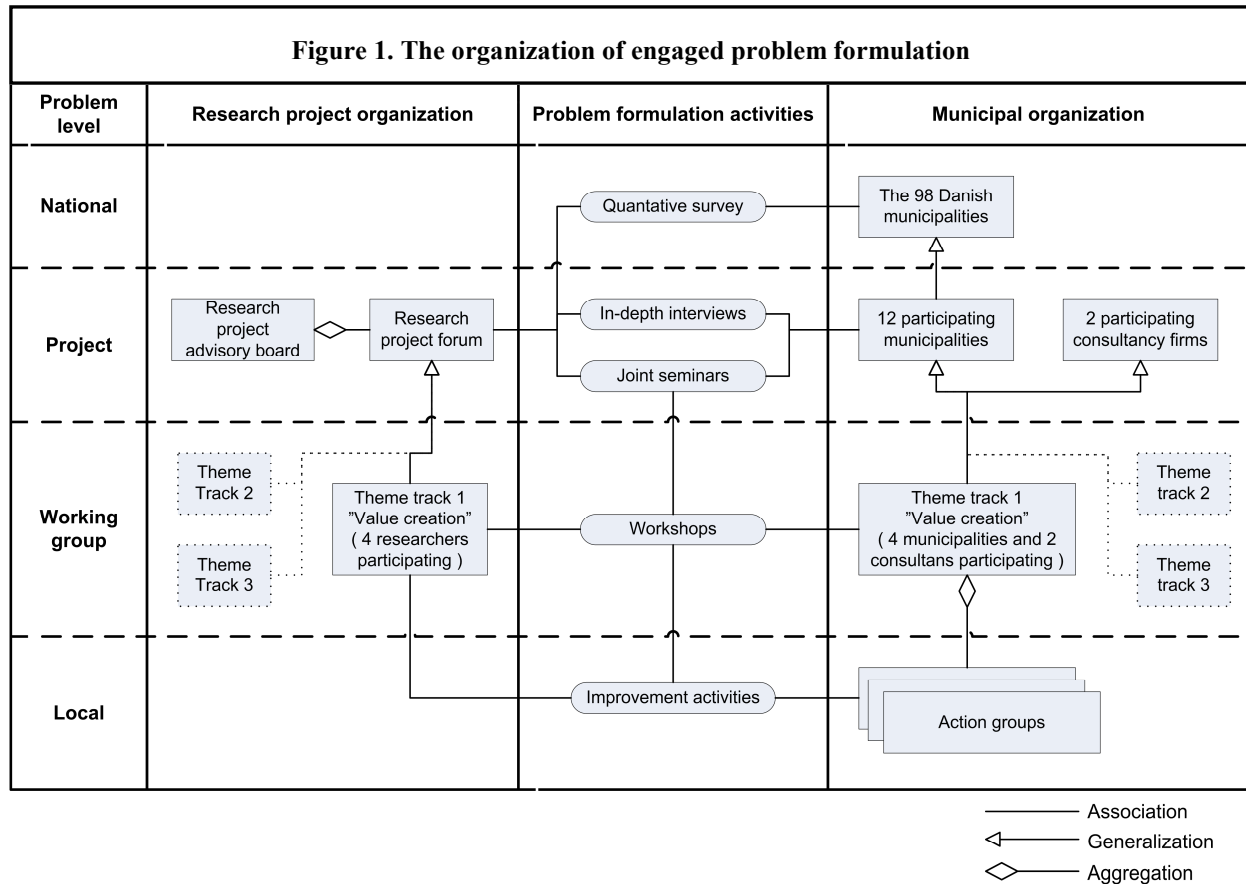 Figure 1. The organization of engaged problem formulation
Problem
level
Research project organization
Problem formulation activities
Municipal organization
National
Quantative survey
The 98 Danish
municipalities
Project
Research
project
advisory board
Research
project forum
In-depth interviews
Joint seminars
12 participating
municipalities
2 participating
consultancy firms
Working
group
Theme
Track 2
Theme
Track 3
Theme track 1
”Value creation”
( 4 researchers
participating )
Workshops
Theme track 1
”Value creation”
( 4 municipalities and 2
consultans participating )
Theme
track 2
Theme
track 3
Local
Improvement activities
Action groups
Association
Generalization
Aggregation